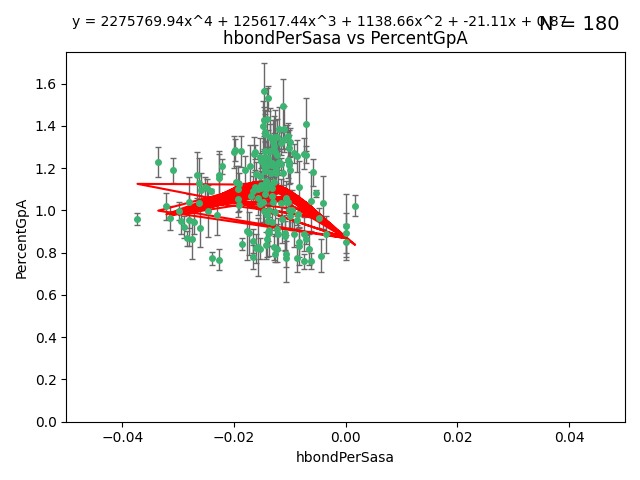 y = 2275769.94x^4 + 125617.44x^3 + 1138.66x^2 + -21.11x + 0.87
N = 180
hbondPerSasa vs PercentGpA
1.6
1.4
1.2
1.0
0.8
0.6
0.4
0.2
0.0
PercentGpA
−0.04 −0.02 0.00 0.02 0.04
hbondPerSasa